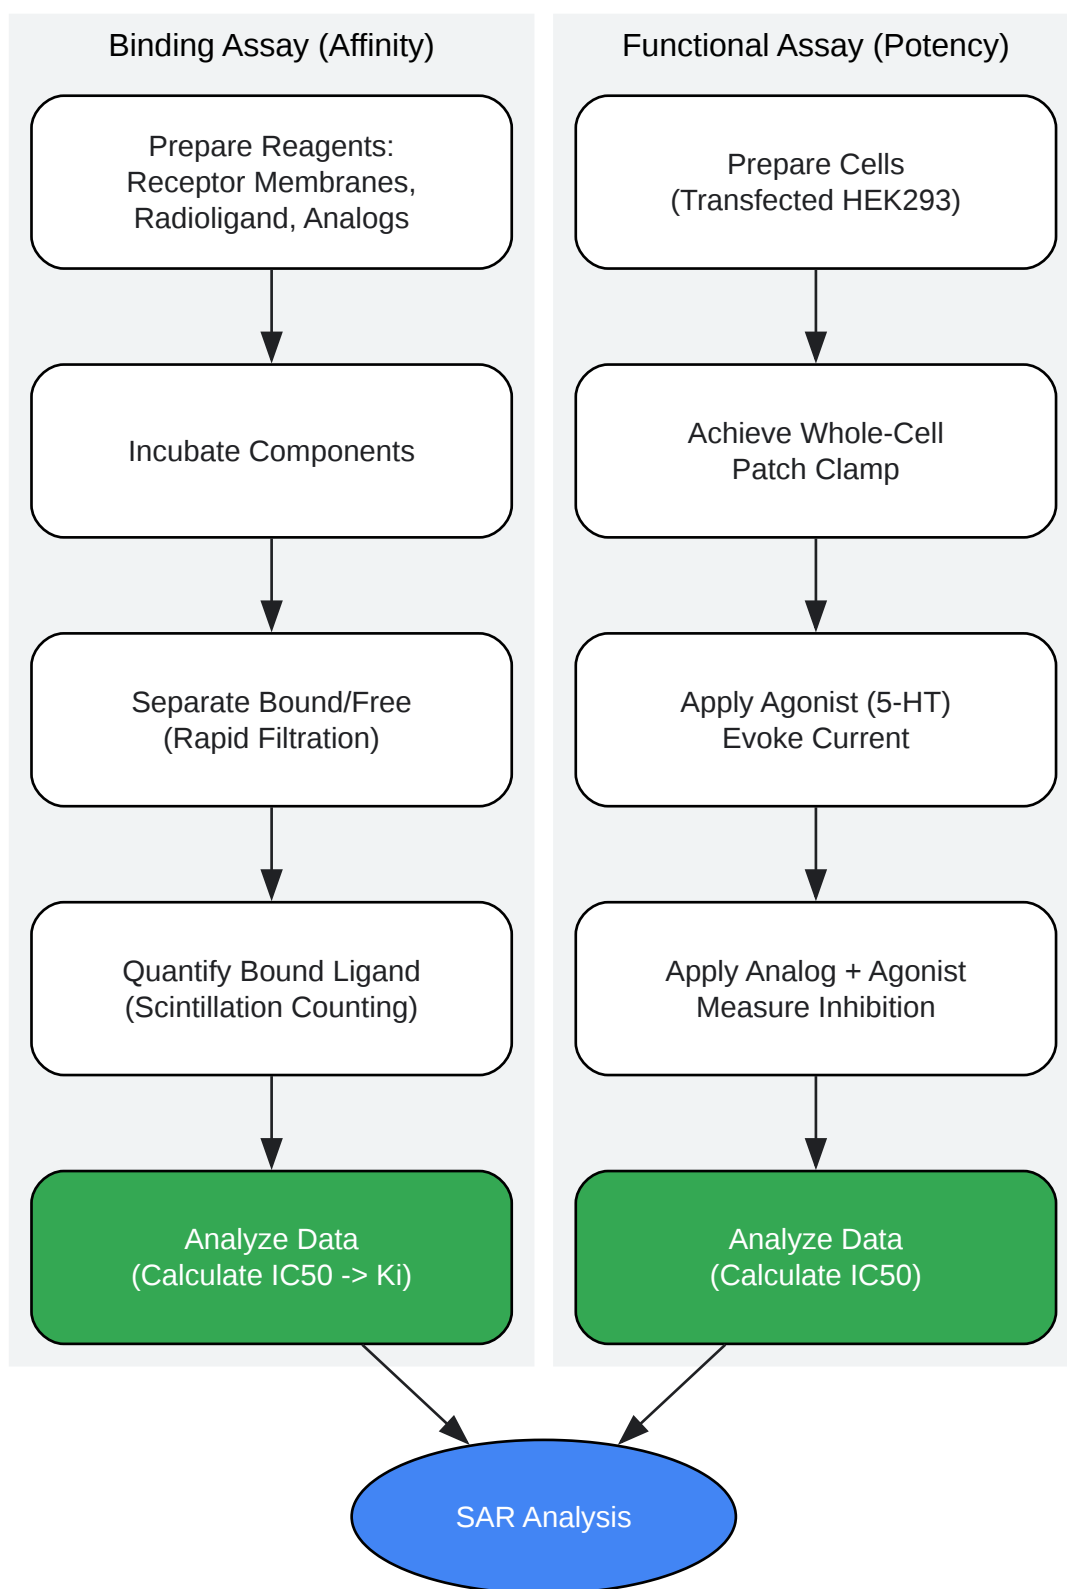 Binding Assay (Affinity)
Prepare Reagents:
Receptor Membranes,
Radioligand, Analogs
Incubate Components
Separate Bound/Free
(Rapid Filtration)
Quantify Bound Ligand
(Scintillation Counting)
Analyze Data
(Calculate IC50 -> Ki)
Functional Assay (Potency)
Prepare Cells
(Transfected HEK293)
Achieve Whole-Cell
Patch Clamp
Apply Agonist (5-HT)
Evoke Current
Apply Analog + Agonist
Measure Inhibition
Analyze Data
(Calculate IC50)
SAR Analysis